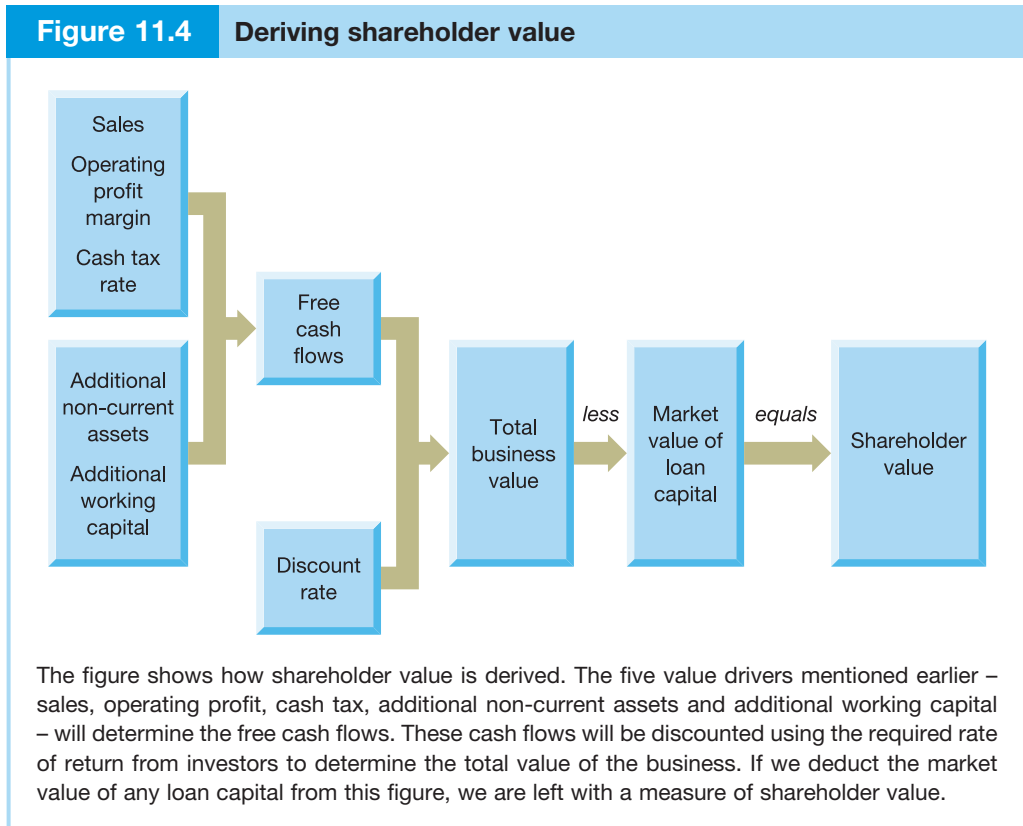 Figure 11.4
Deriving shareholder value
Sales
Operating
profit
margin
Cash tax
rate
Additional
non-current
assets
Additional
working
capital
Free
cash
flows
Discount
rate
Total
business
value
less
Market
value of
loan
capital
equals
Shareholder
value
The figure shows how shareholder value is derived. The five value drivers mentioned earlier –
sales, operating profit, cash tax, additional non-current assets and additional working capital
– will determine the free cash flows. These cash flows will be discounted using the required rate
of return from investors to determine the total value of the business. If we deduct the market
value of any loan capital from this figure, we are left with a measure of shareholder value.